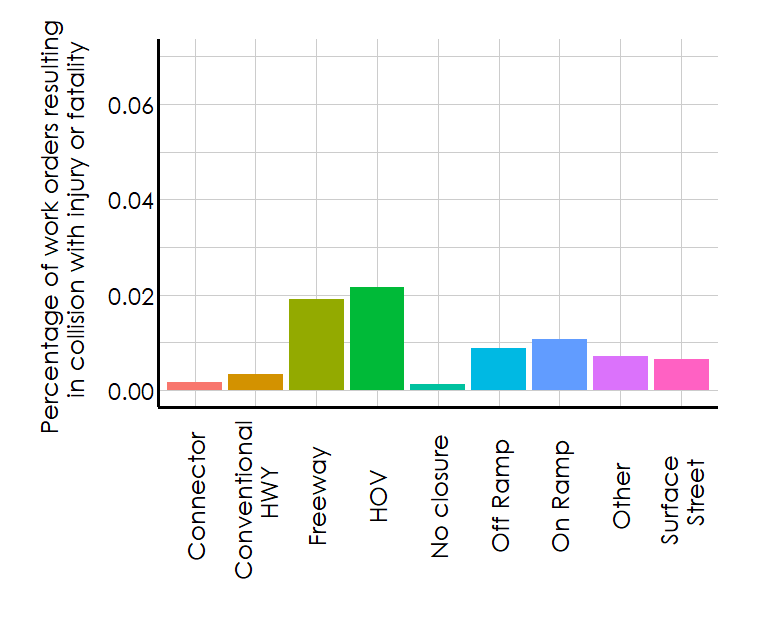 Percentage of work orders resulting
in collision with injury or fatality
0.06
0.04
0.02
0.00
Connector
Conventional
HWY
Freeway
HOV
No closure
Off Ramp
On Ramp
Other
Surface
Street